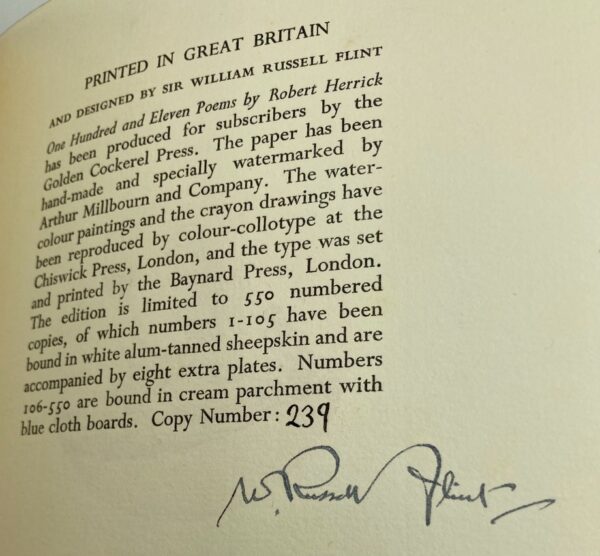 PRINTED IN GREAT BRITAIN
AND DESIGNED BY SIR WILLIAM RUSSELL FLINT
One Hundred and Eleven Poems by Robert Herrick
has been produced for subscribers by the
Golden Cockerel Press. The paper has been
hand-made and specially watermarked by
Arthur Millbourn and Company. The water-
colour paintings and the crayon drawings have
been reproduced by colour-collotype at the
Chiswick Press, London, and the type was set
and printed by the Baynard Press, London.
The edition is limited to 550 numbered
copies, of which numbers 1-105 have been
bound in white alum-tanned sheepskin and are
accompanied by eight extra plates. Numbers
106-550 are bound in cream parchment with
blue cloth boards. Copy Number: 239
W. Russell Flint